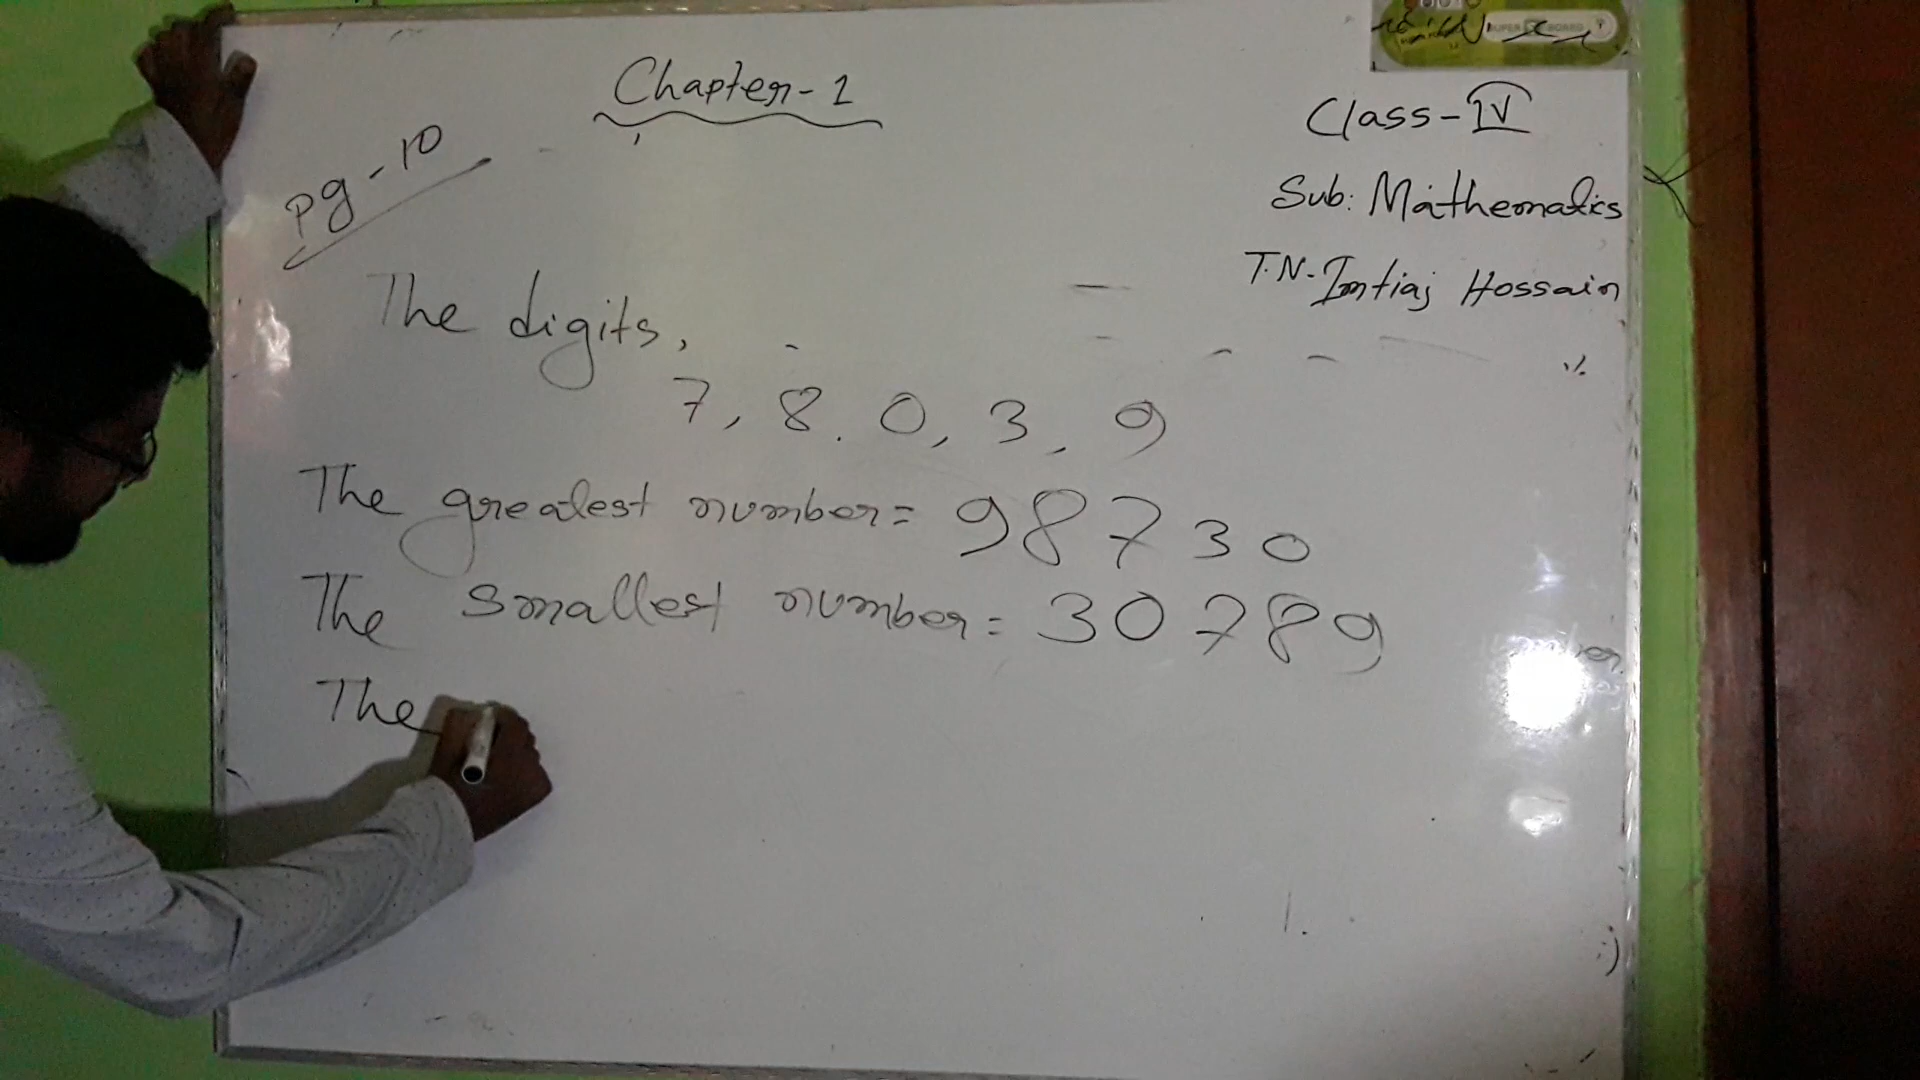 Chapter-1
Class-IV
Sub: Mathematics
T.N-Imtiaj Hossain
pg-10
The digits,
7, 8, 0, 3, 9
The greatest number= 98730
The smallest number= 30789
The